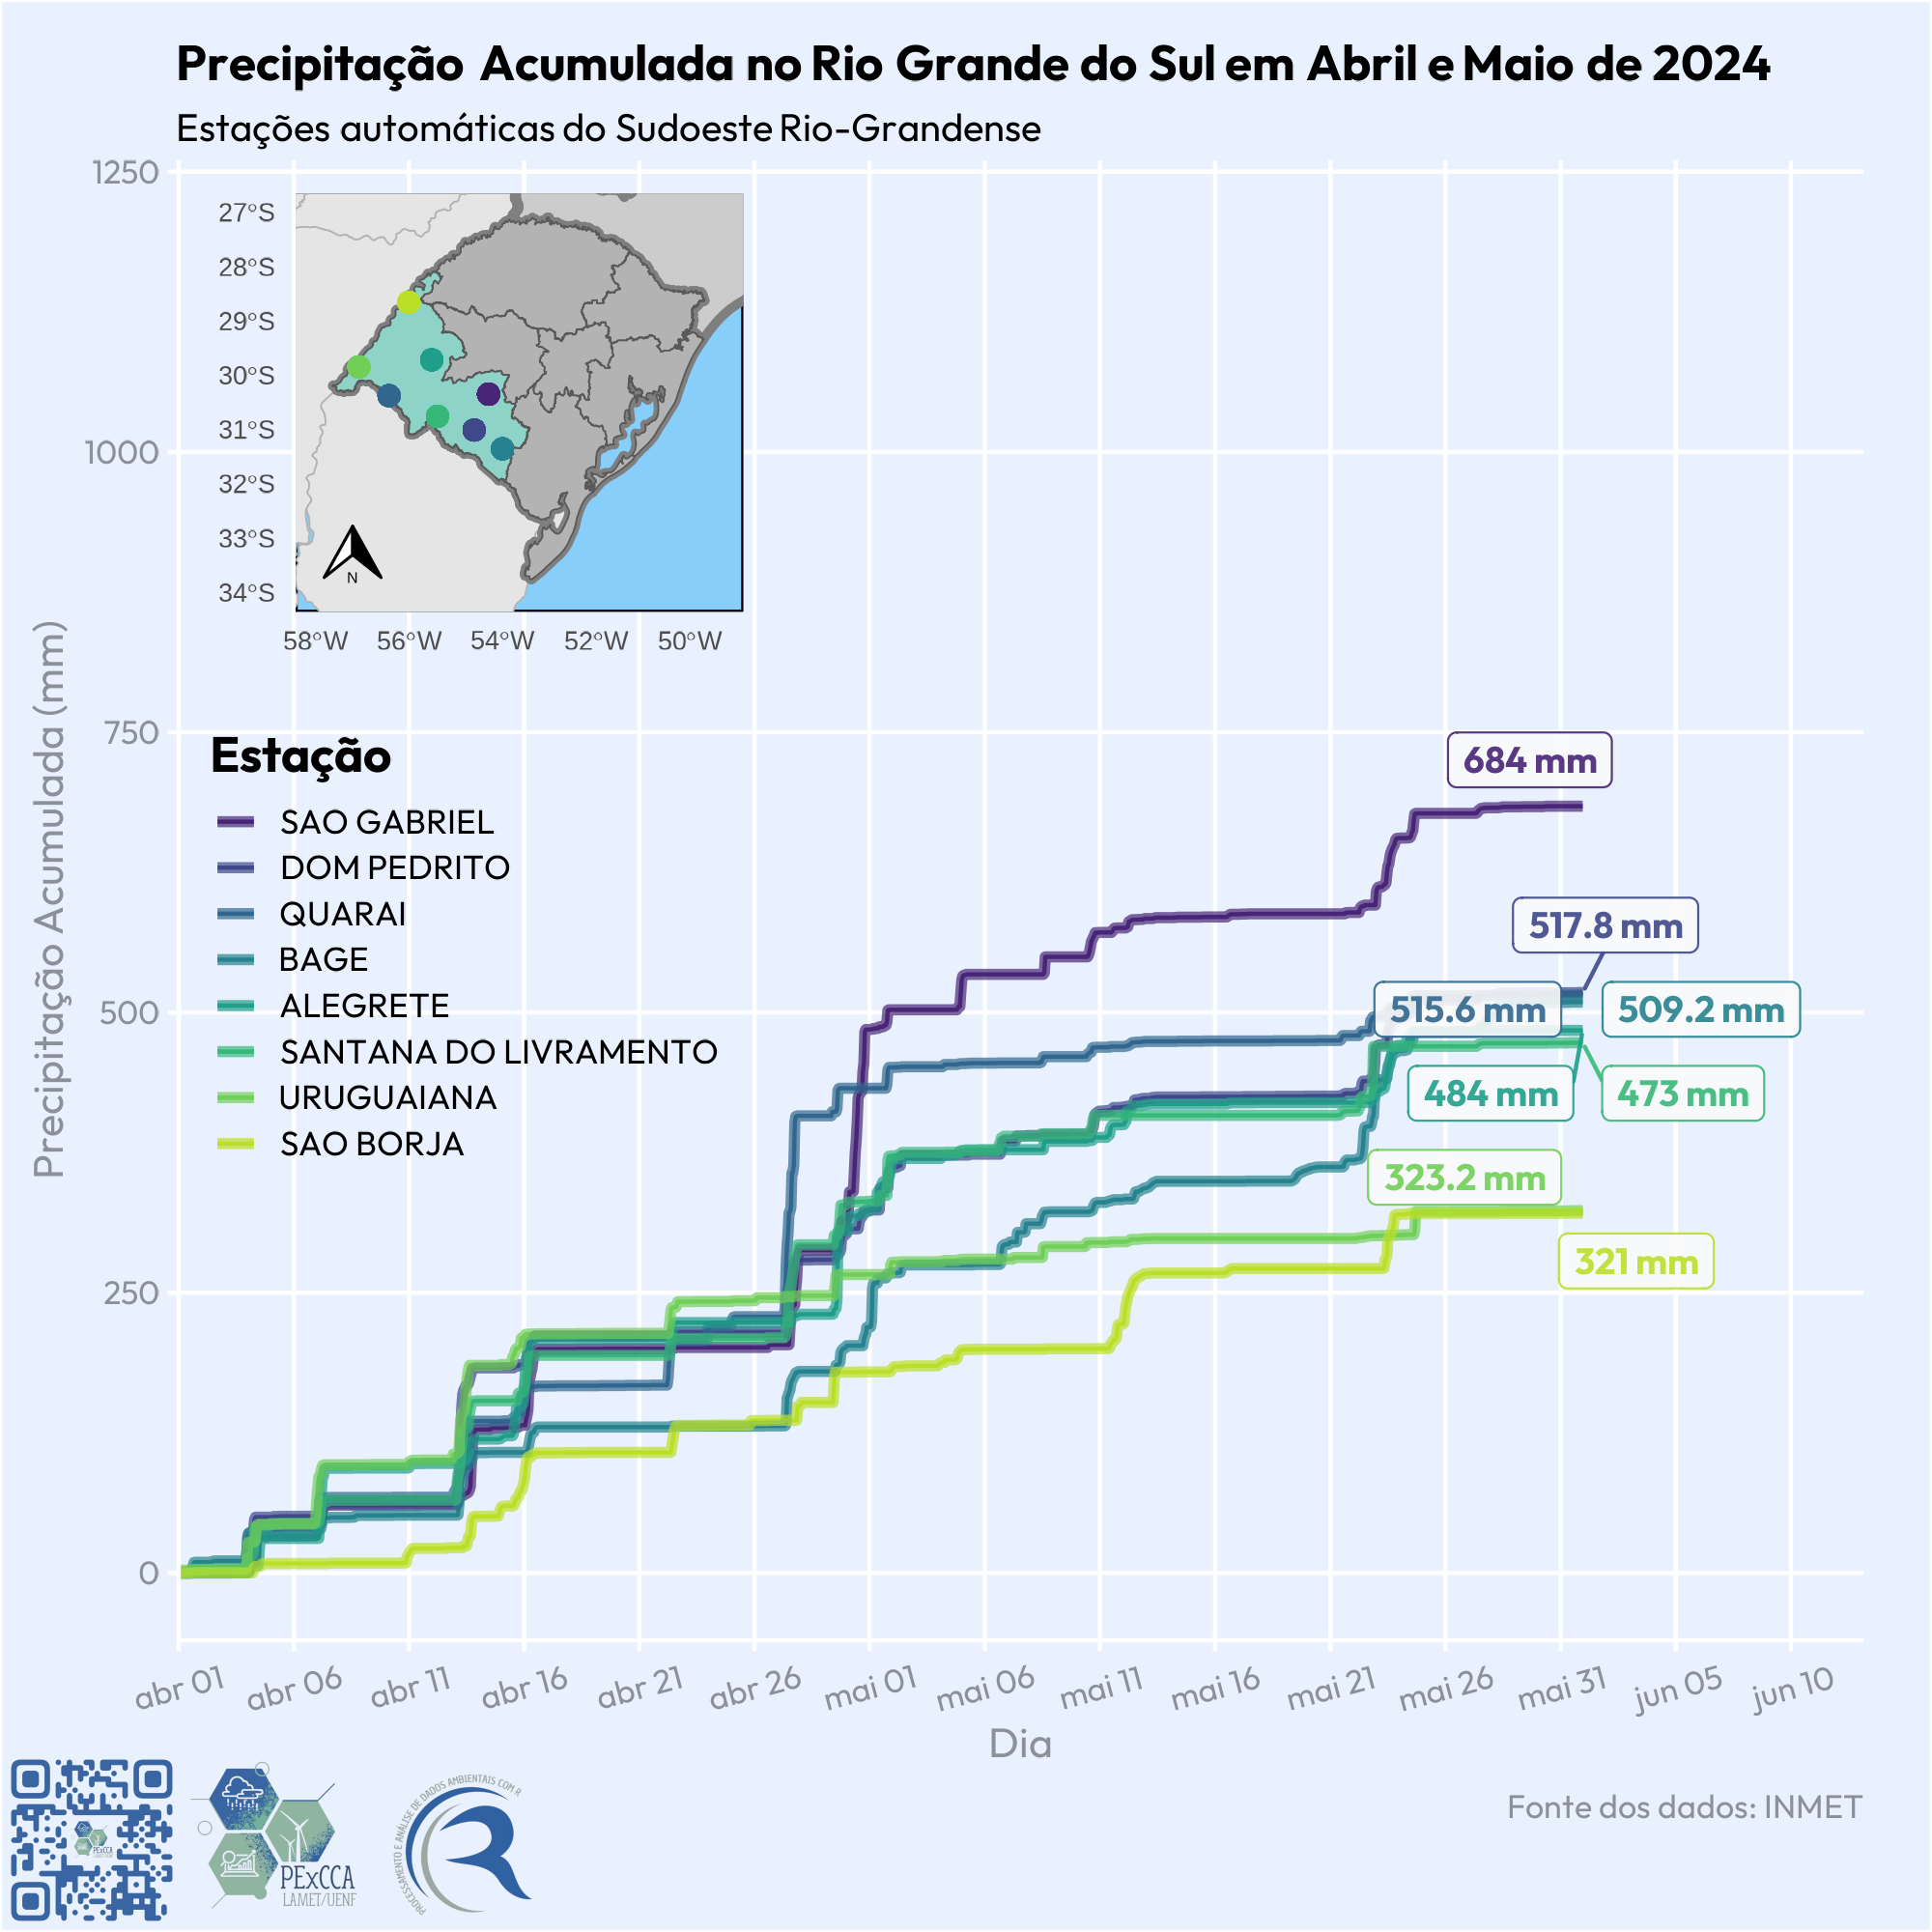 Precipitação Acumulada no Rio Grande do Sul em Abril e Maio de 2024
Estações automáticas do Sudoeste Rio-Grandense
Precipitação Acumulada (mm)
1250
1000
750
500
250
0
27°S
28°S
29°S
30°S
31°S
32°S
33°S
34°S
N
58°W 56°W 54°W 52°W 50°W
Estação
SAO GABRIEL
DOM PEDRITO
QUARAI
BAGE
ALEGRETE
SANTANA DO LIVRAMENTO
URUGUAIANA
SAO BORJA
684 mm
517.8 mm
515.6 mm
509.2 mm
484 mm
473 mm
323.2 mm
321 mm
abr 01 abr 06 abr 11 abr 16 abr 21 abr 26 mai 01 mai 06 mai 11 mai 16 mai 21 mai 26 mai 31 jun 05 jun 10
Dia
Fonte dos dados: INMET
PExCCA
PExCCA
LAMET/UENF
PROCESSAMENTO E ANÁLISE DE DADOS AMBIENTAIS COM R
R